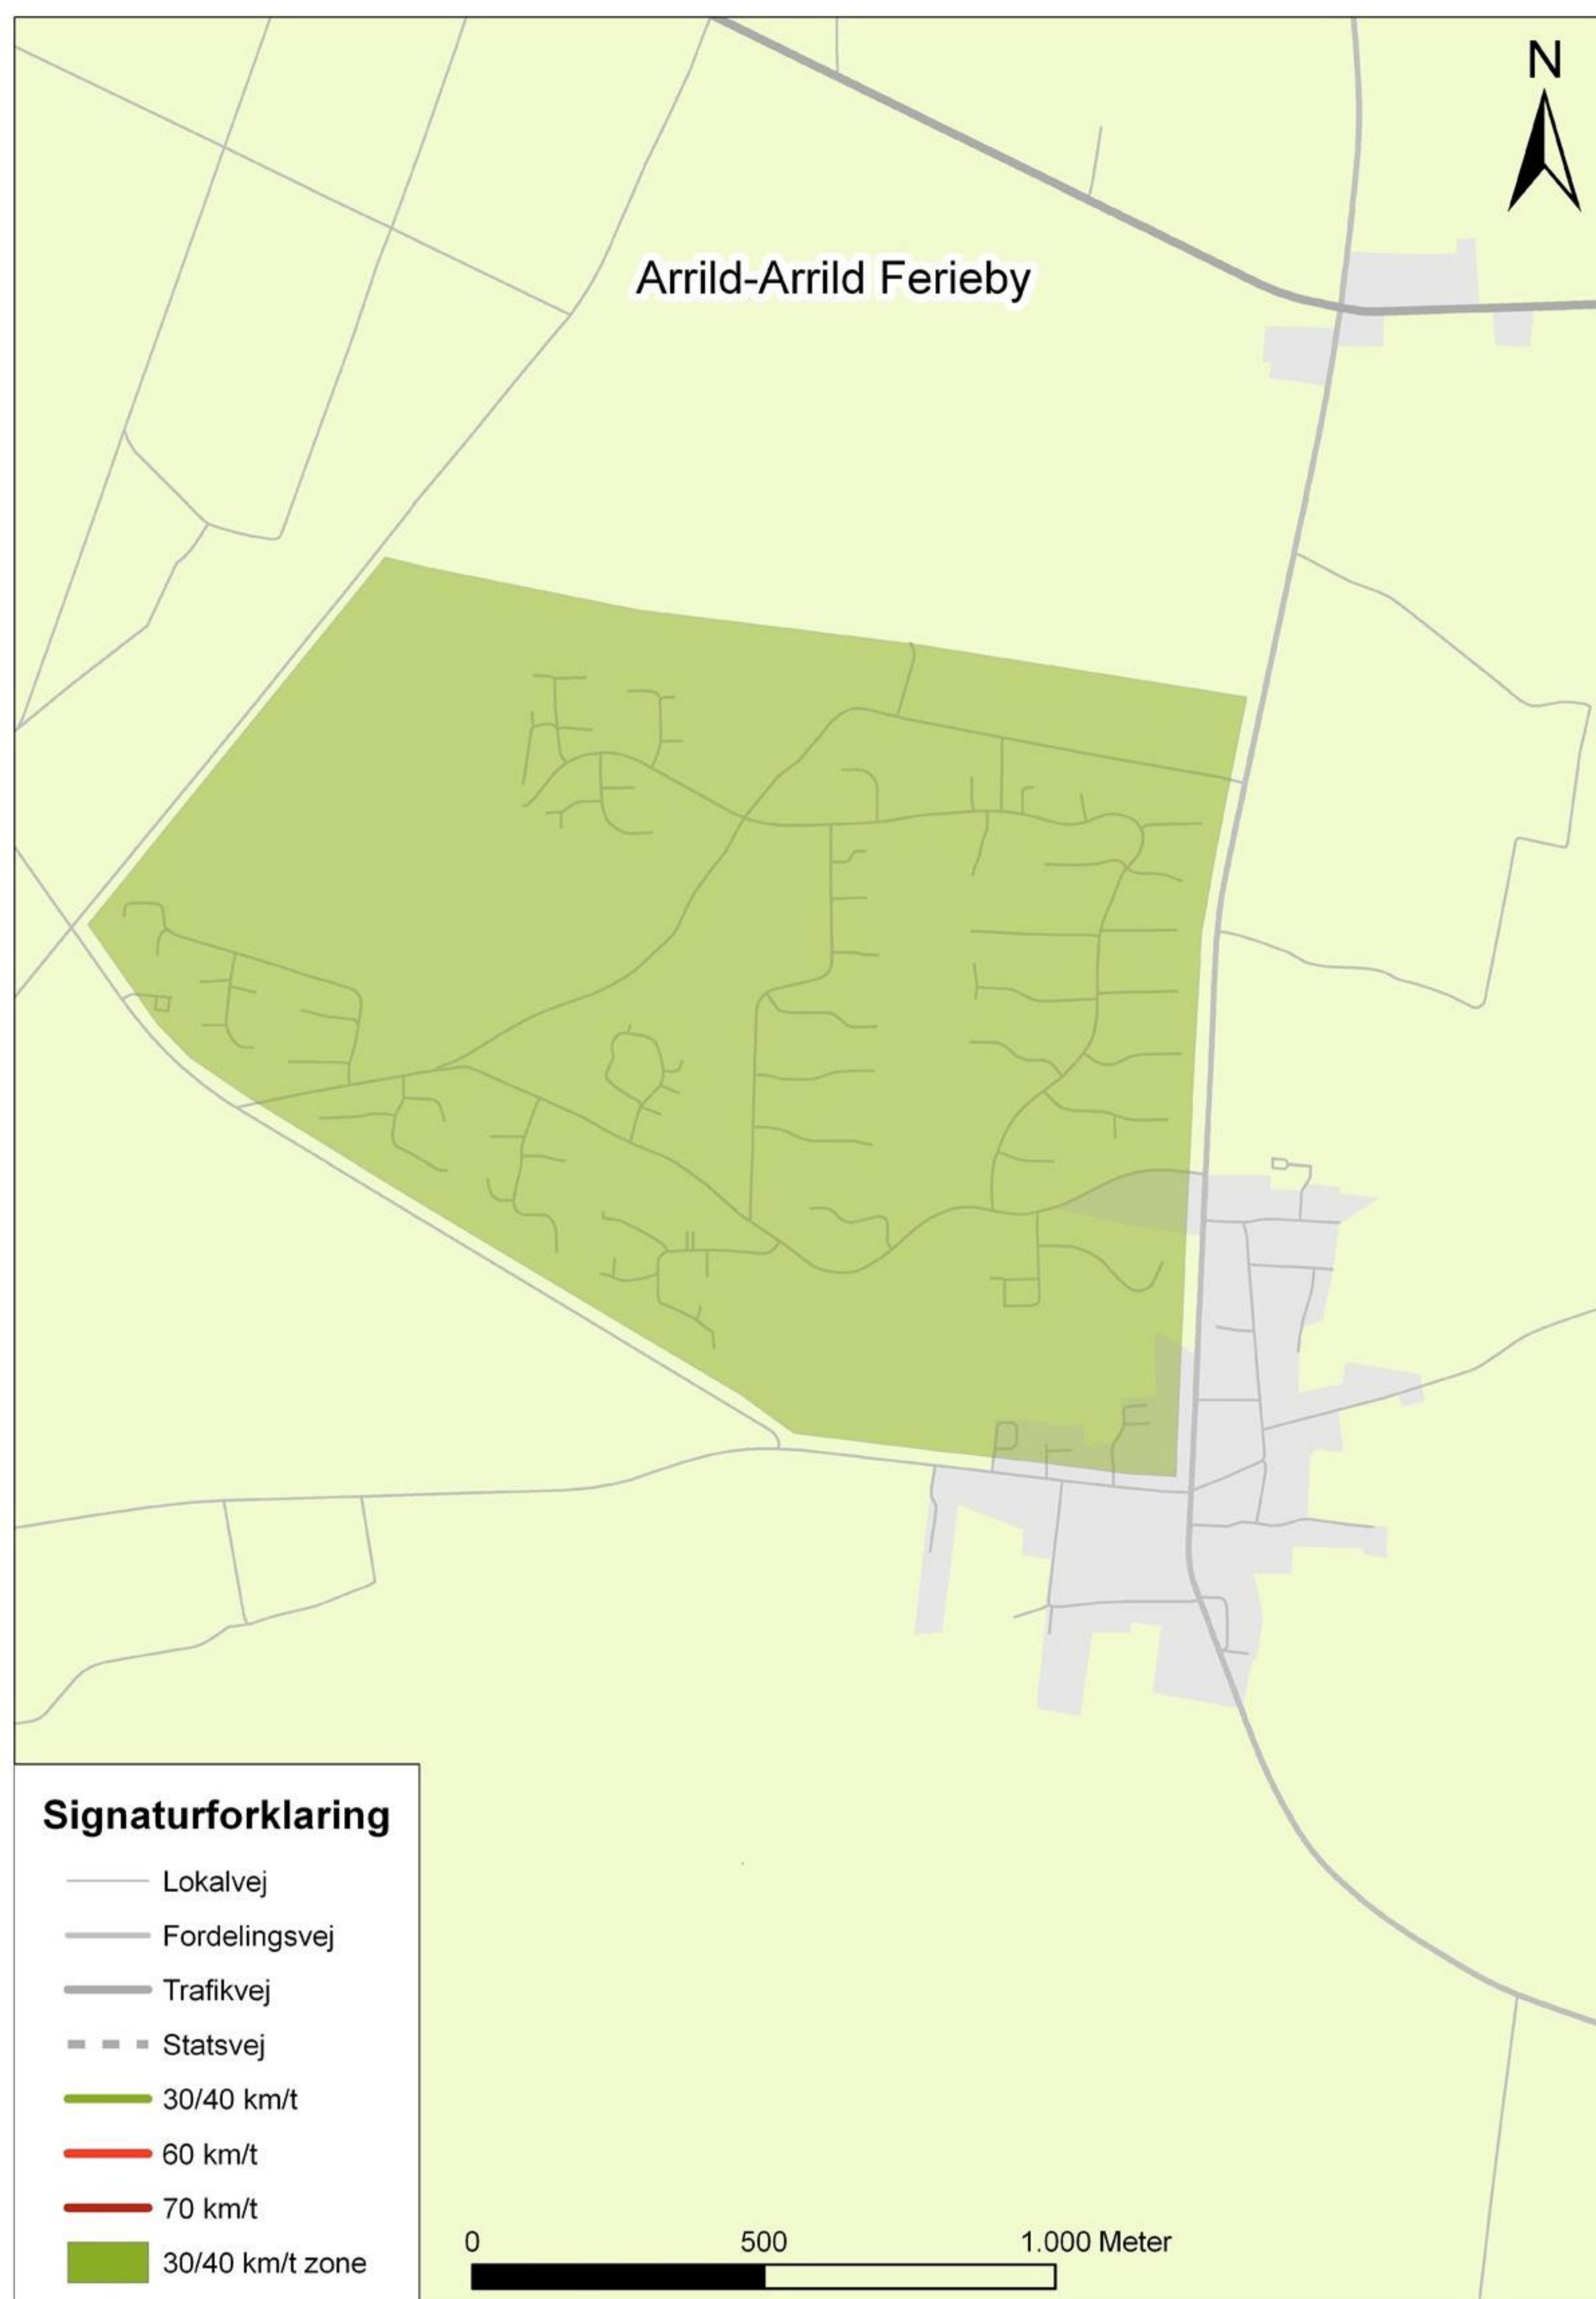 N
Arrild-Arrild Ferieby
Signaturforklaring
Lokalvej
Fordelingsvej
Trafikvej
Statsvej
30/40 km/t
60 km/t
70 km/t
30/40 km/t zone
0 500 1.000 Meter